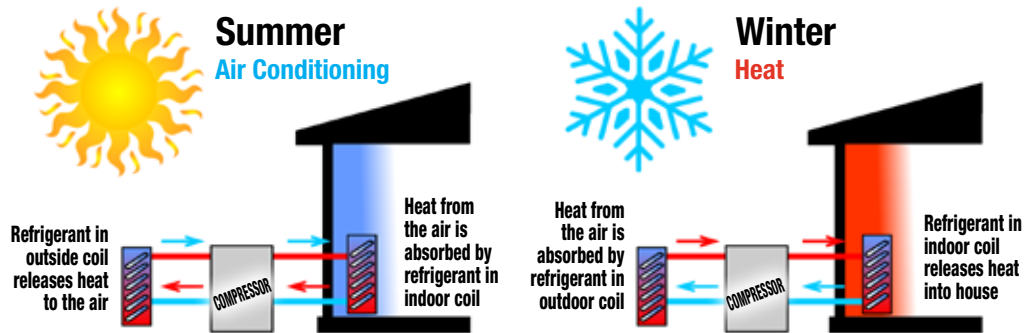 Summer
Air Conditioning
Refrigerant in
outside coil
releases heat
to the air
COMPRESSOR
Heat from
the air is
absorbed by
refrigerant in
indoor coil
Winter
Heat
Heat from
the air is
absorbed by
refrigerant in
outdoor coil
COMPRESSOR
Refrigerant in
indoor coil
releases heat
into house